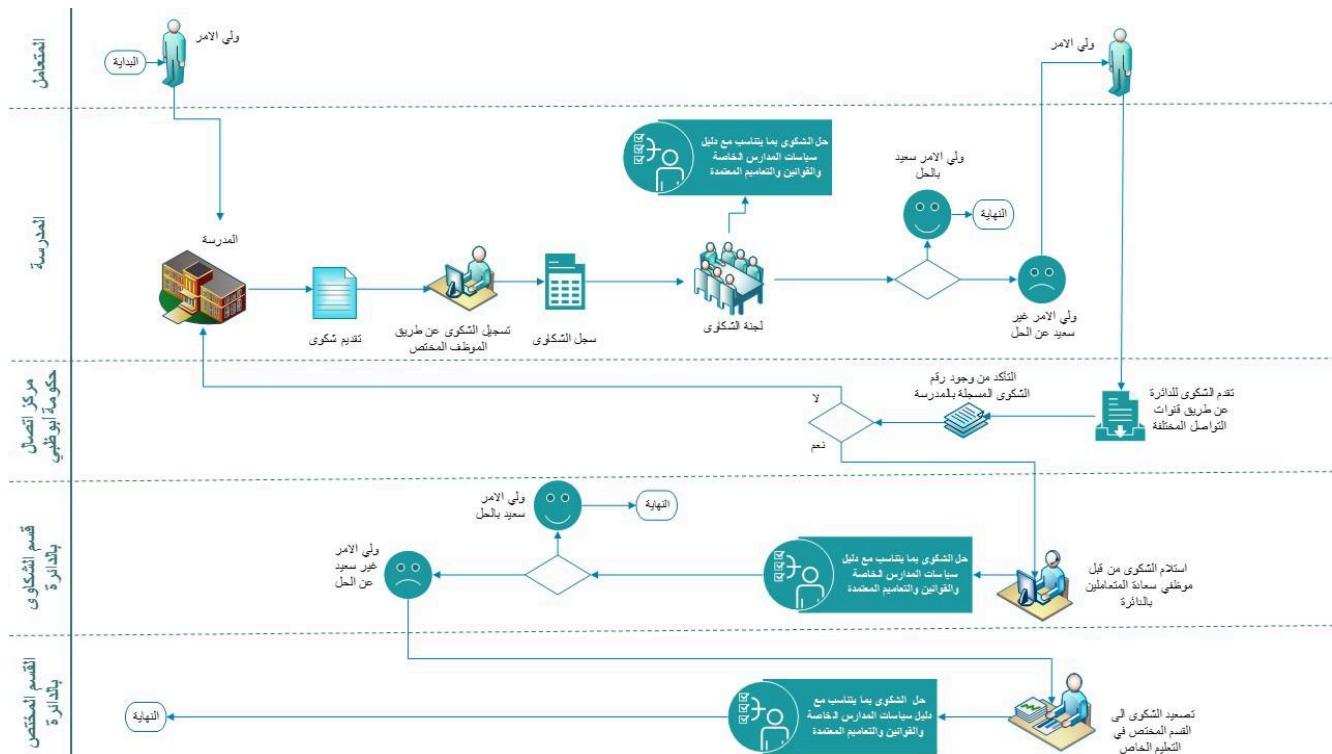 المتعامل
البداية
ولي الامر
ولي الامر
المدرسة
المدرسة
تقديم شكوى
تسجيل الشكوى عن طريق
الموظف المختص
سجل الشكاوى
لجنة الشكاوى
حل الشكوى بما يتناسب مع دليل
سياسات المدارس الخاصة
والقوانين والتعاميم المعتمدة
ولي الامر سعيد
بالحل
النهاية
ولي الامر غير
سعيد عن الحل
مركز اتصال
حكومة أبوظبي
تقدم الشكوى للدائرة
عن طريق قنوات
التواصل المختلفة
التأكد من وجود رقم
الشكوى المسجلة بالمدرسة
لا
نعم
قسم الشكاوى
بالدائرة
استلام الشكوى من قبل
موظفي سعادة المتعاملين
بالدائرة
حل الشكوى بما يتناسب مع دليل
سياسات المدارس الخاصة
والقوانين والتعاميم المعتمدة
ولي الامر
سعيد بالحل
النهاية
ولي الامر
غير سعيد
عن الحل
القسم المختص
بالدائرة
تصعيد الشكوى الى
القسم المختص في
التعليم الخاص
حل الشكوى بما يتناسب مع
دليل سياسات المدارس الخاصة
والقوانين والتعاميم المعتمدة
النهاية